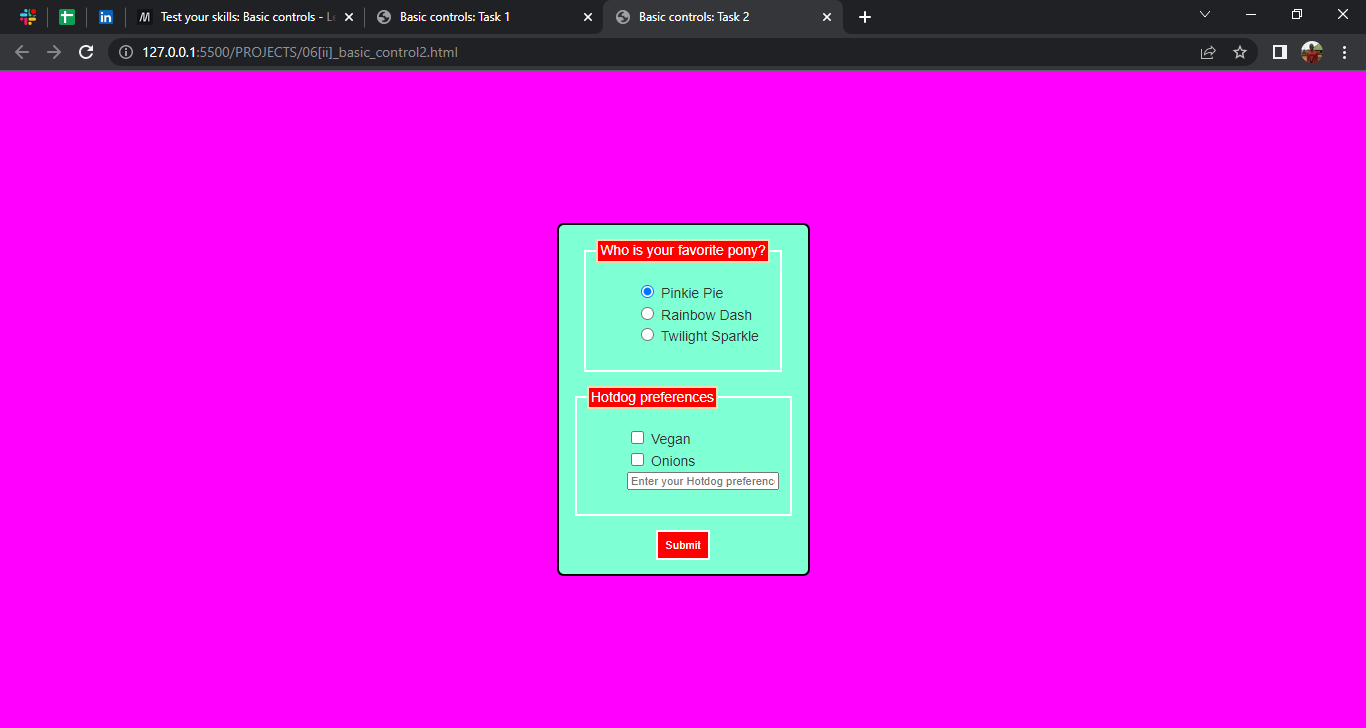 Test your skills: Basic controls - Le
Basic controls: Task 1
Basic controls: Task 2
127.0.0.1:5500/PROJECTS/06[ii]_basic_control2.html
Who is your favorite pony?
Pinkie Pie
Rainbow Dash
Twilight Sparkle
Hotdog preferences
Vegan
Onions
Enter your Hotdog preferenc
Submit